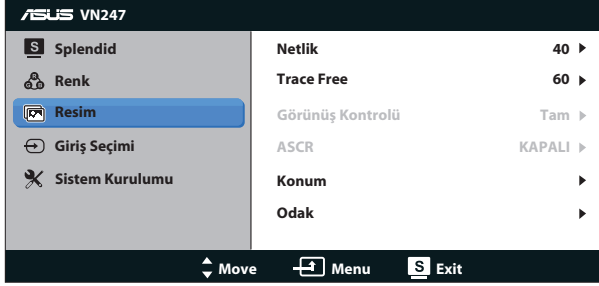 ASUS VN247
S Splendid
Renk
Resim
Giriş Seçimi
Sistem Kurulumu
Netlik 40
Trace Free 60
Görünüş Kontrolü Tam
ASCR KAPALI
Konum
Odak
Move Menu S Exit